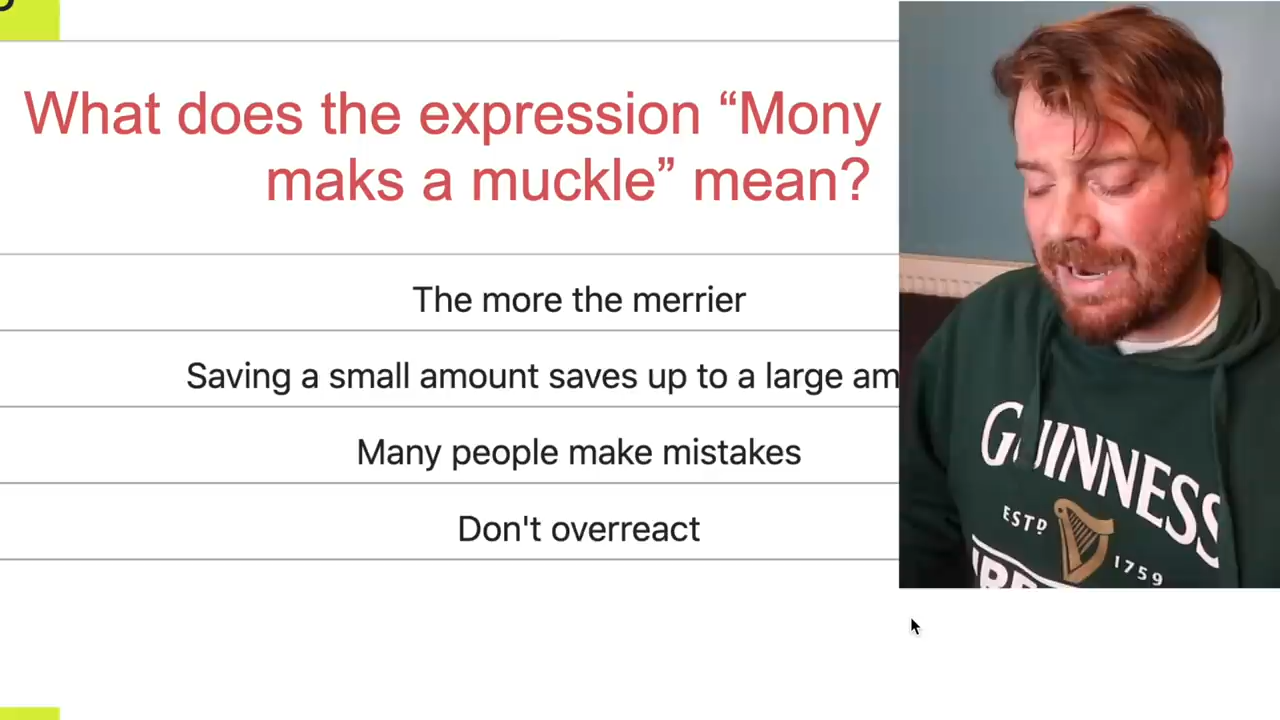 What does the expression “Mony
maks a muckle” mean?
The more the merrier
Saving a small amount saves up to a large am
Many people make mistakes
Don't overreact
GUINNESS
ESTD
1759